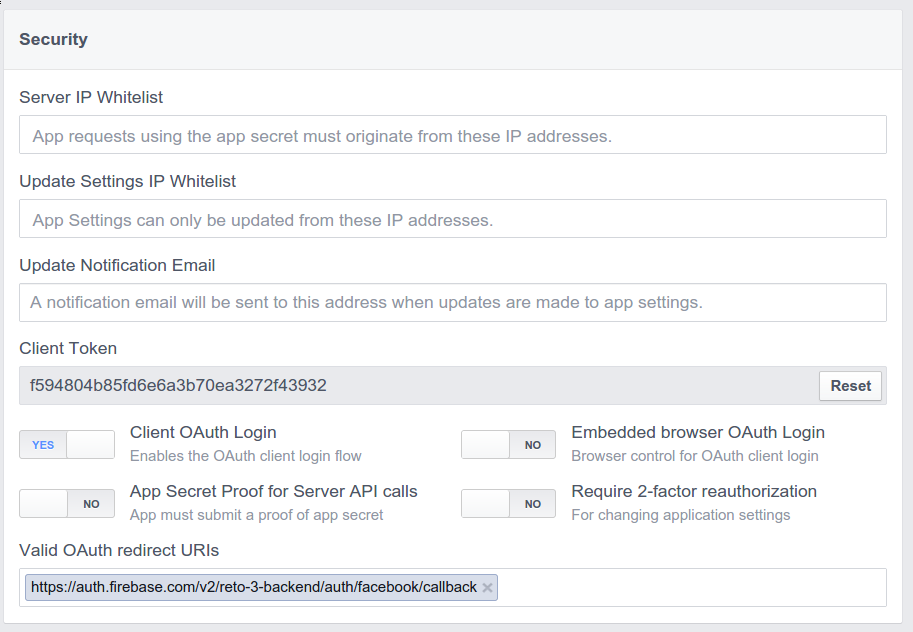 Security
Server IP Whitelist
App requests using the app secret must originate from these IP addresses.
Update Settings IP Whitelist
App Settings can only be updated from these IP addresses.
Update Notification Email
A notification email will be sent to this address when updates are made to app settings.
Client Token
f594804b85fd6e6a3b70ea3272f43932
Reset
YES
Client OAuth Login
Enables the OAuth client login flow
NO
Embedded browser OAuth Login
Browser control for OAuth client login
NO
App Secret Proof for Server API calls
App must submit a proof of app secret
NO
Require 2-factor reauthorization
For changing application settings
Valid OAuth redirect URIs
https://auth.firebase.com/v2/reto-3-backend/auth/facebook/callback ×